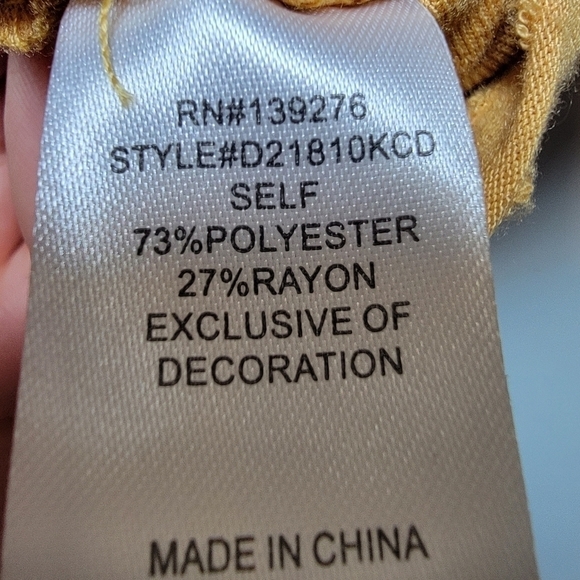 RN#139276
STYLE#D21810KCD
SELF
73%POLYESTER
27%RAYON
EXCLUSIVE OF
DECORATION
MADE IN CHINA